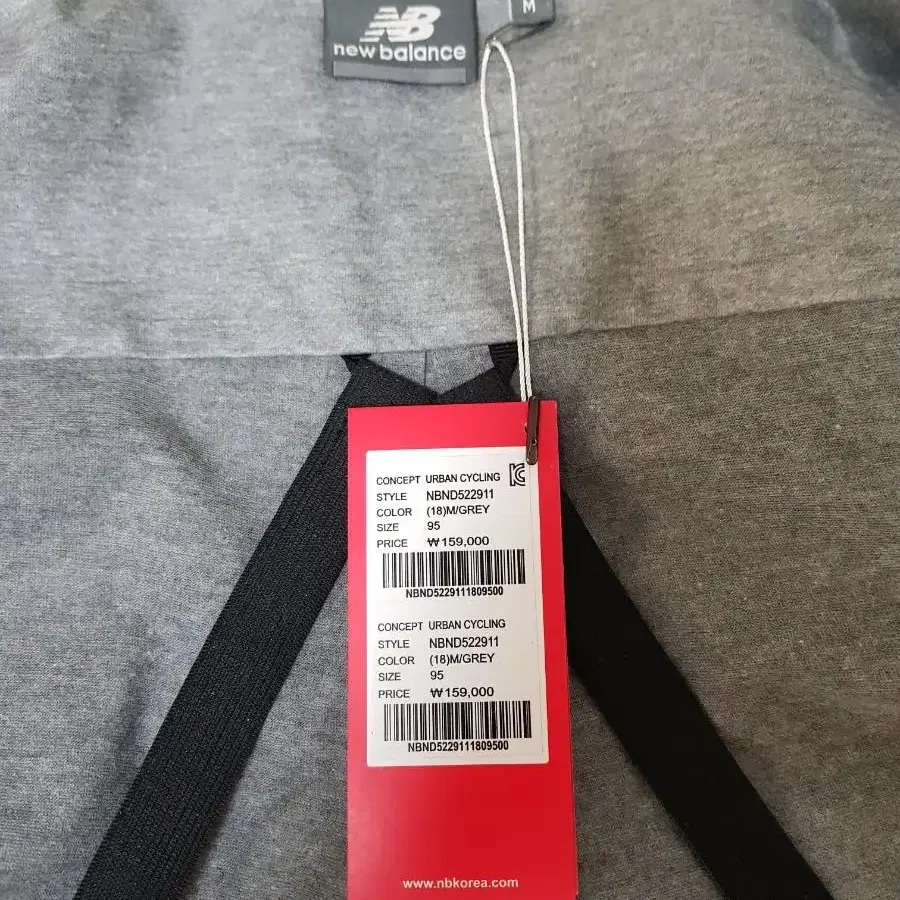 NB
new balance
M
CONCEPT URBAN CYCLING
STYLE NBND522911
COLOR (18)M/GREY
SIZE 95
PRICE ₩159,000
NBND5229111809500
CONCEPT URBAN CYCLING
STYLE NBND522911
COLOR (18)M/GREY
SIZE 95
PRICE ₩159,000
NBND5229111809500
www.nbkorea.com